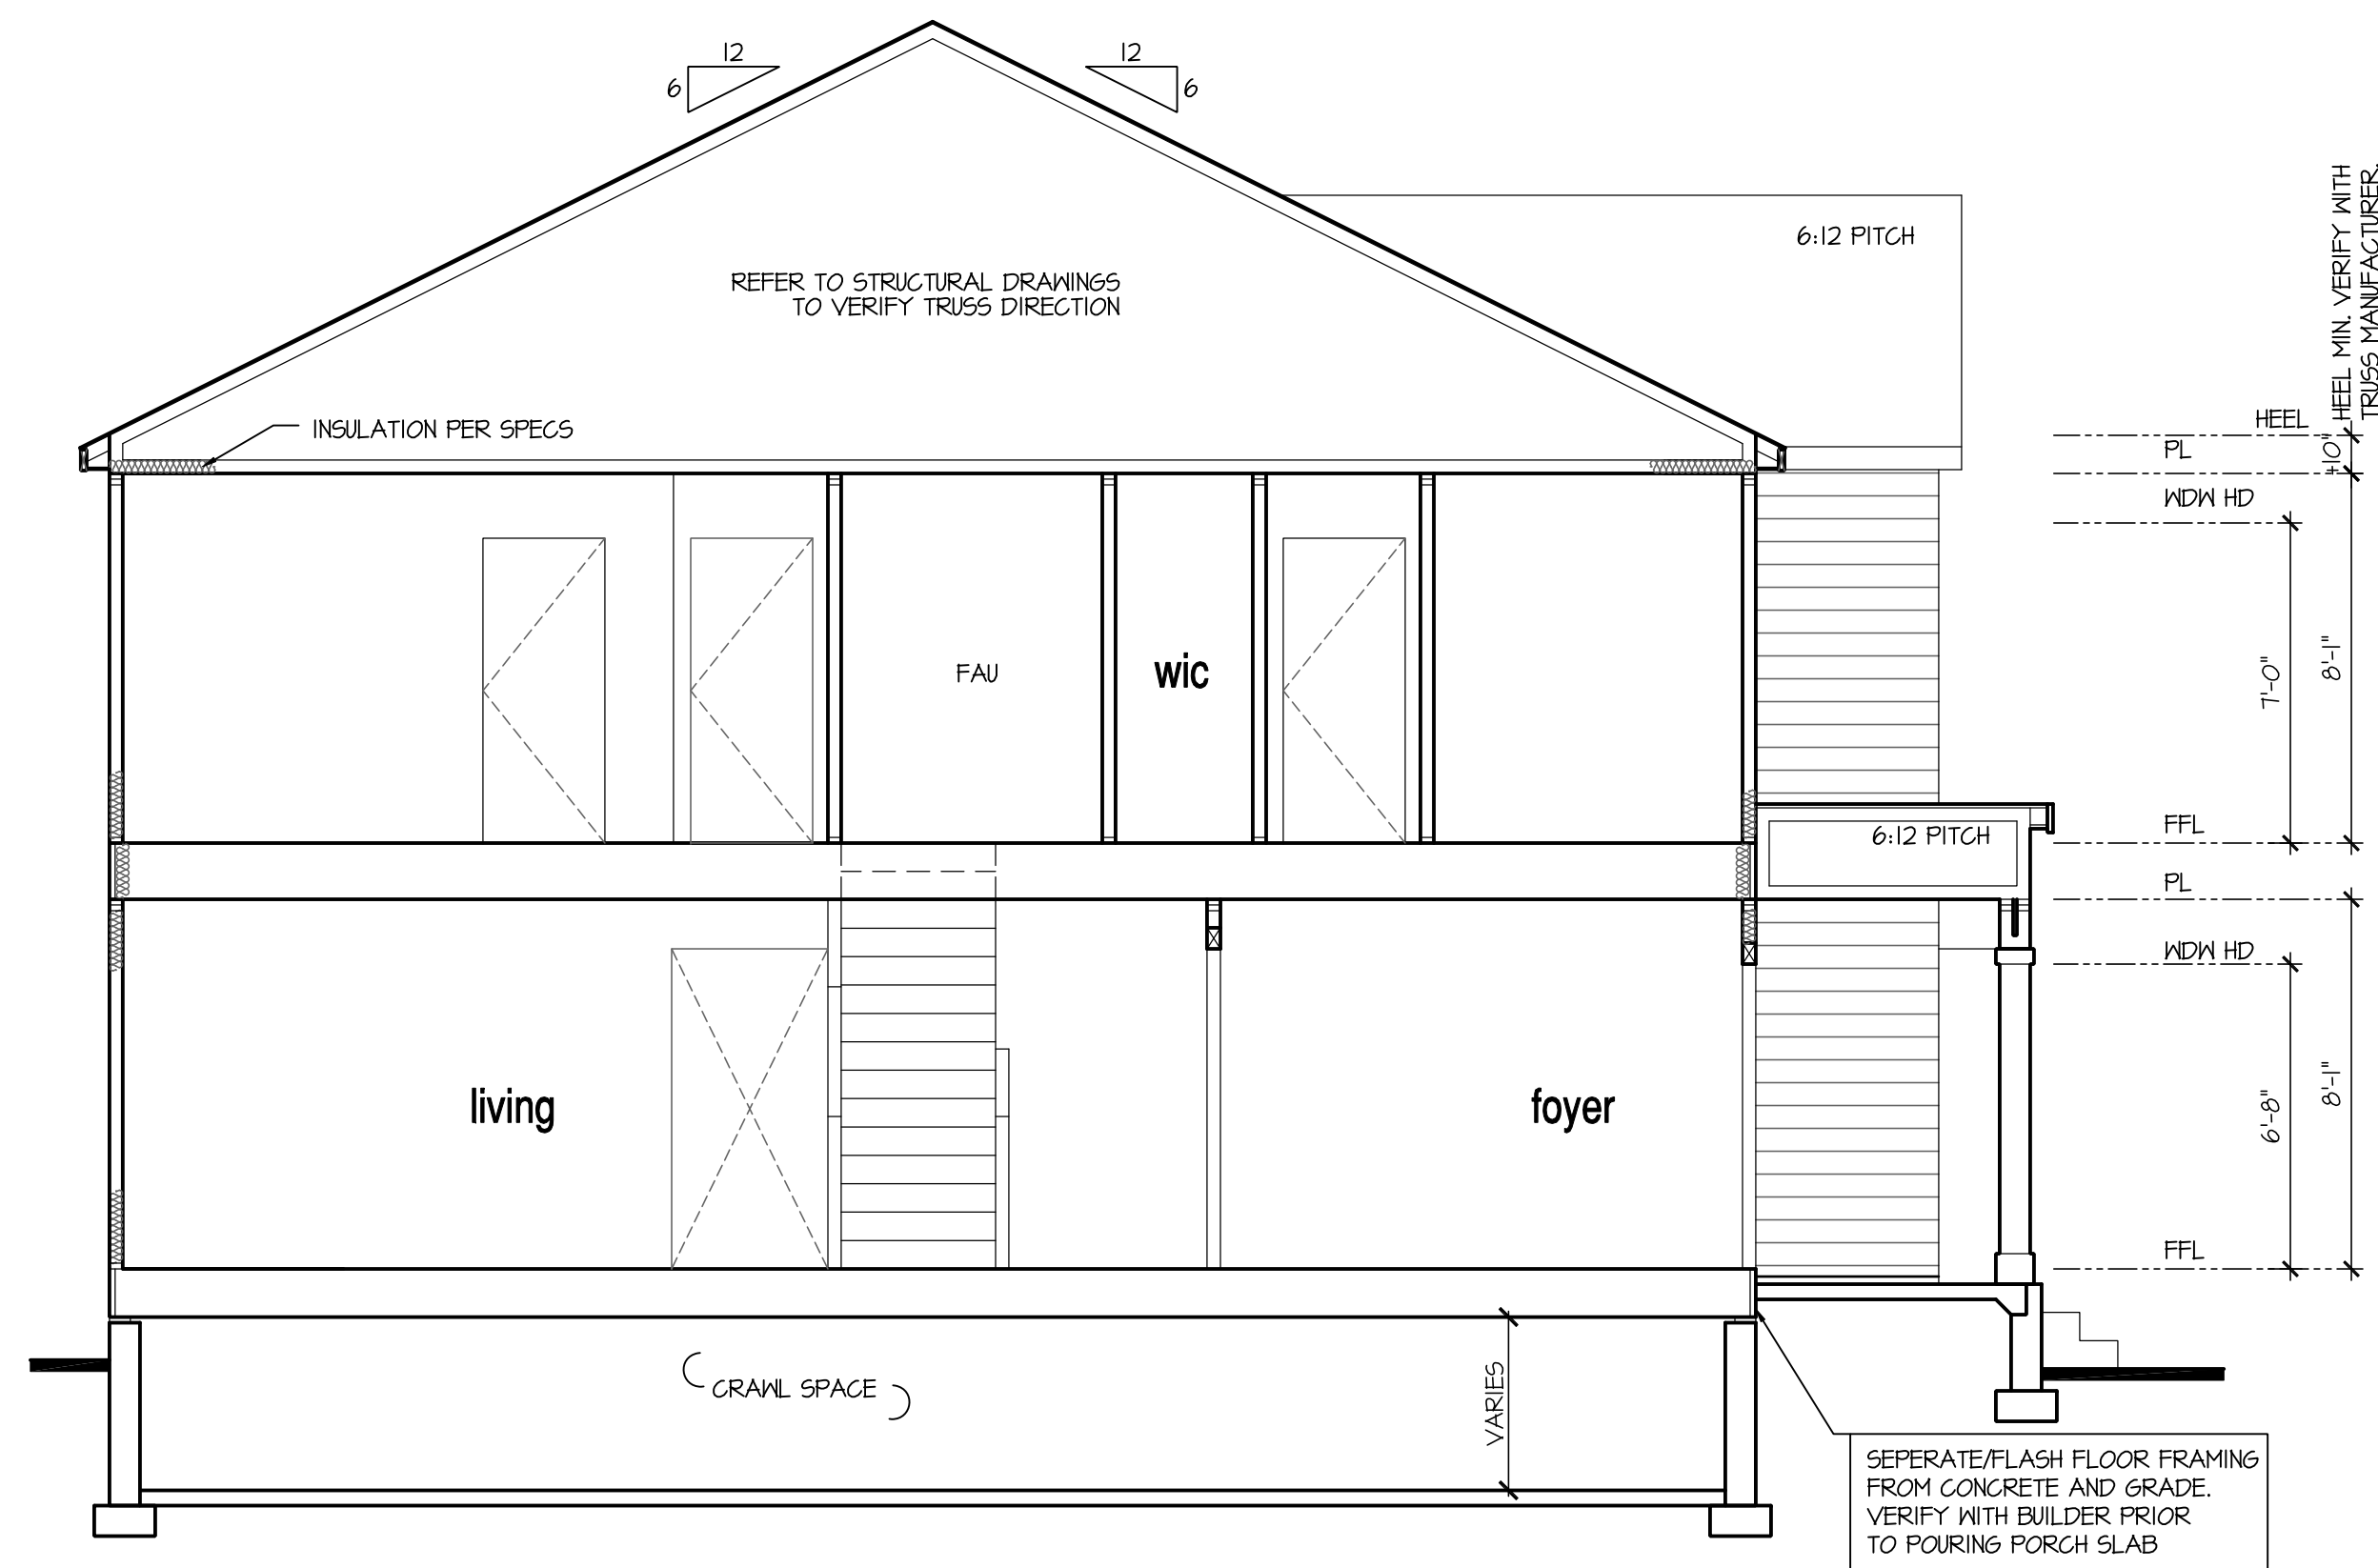 12
12
6
6
6:12 PITCH
HEEL MIN. VERIFY WITH
TRUSS MANUFACTURER.
REFER TO STRUCTURAL DRAWINGS
TO VERIFY TRUSS DIRECTION
INSULATION PER SPECS
HEEL
PL
+10"
WDW HD
FAU
wic
7'-0"
8'-1"
FFL
6:12 PITCH
PL
WDW HD
living
foyer
6'-8"
8'-1"
FFL
CRAWL SPACE
VARIES
SEPERATE/FLASH FLOOR FRAMING
FROM CONCRETE AND GRADE.
VERIFY WITH BUILDER PRIOR
TO POURING PORCH SLAB